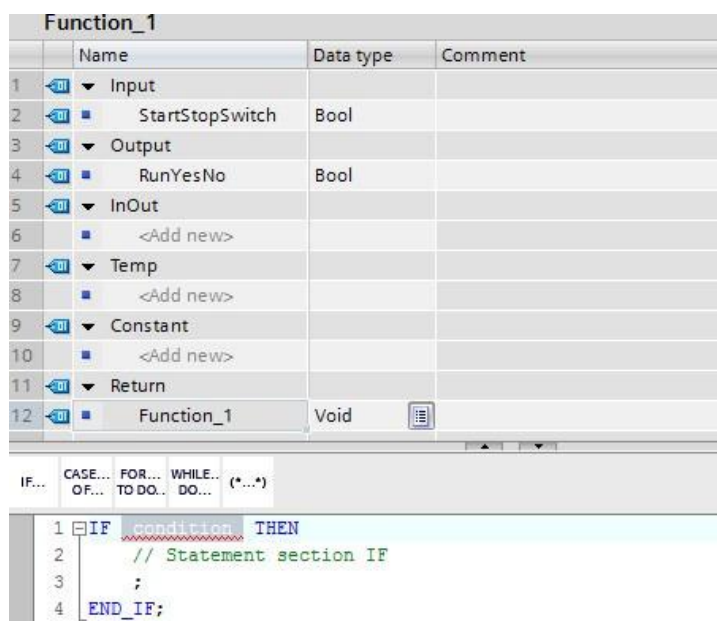 Function_1
Name Data type Comment
1 Input
2 StartStopSwitch Bool
3 Output
4 RunYesNo Bool
5 InOut
6 <Add new>
7 Temp
8 <Add new>
9 Constant
10 <Add new>
11 Return
12 Function_1 Void
IF... CASE... FOR... WHILE.. (*...*)
OF... TO DO.. DO...
1 IF _condition_ THEN
2 // Statement section IF
3 ;
4 END_IF;